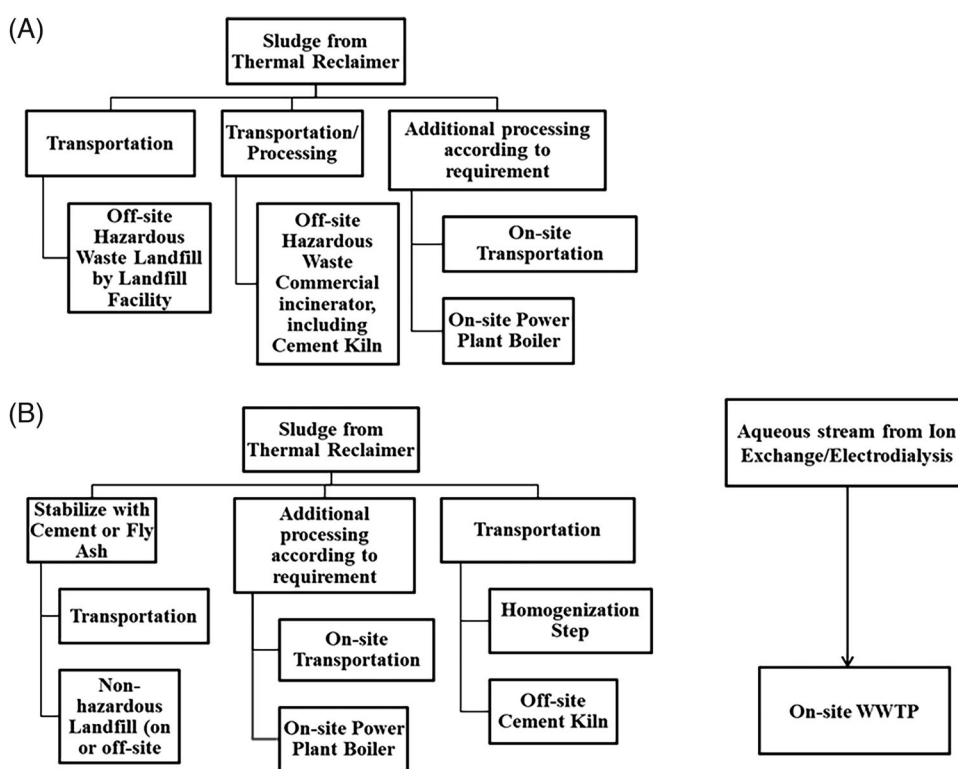 (A)
Sludge from
Thermal Reclaimer
Transportation
Transportation/
Processing
Additional processing
according to
requirement
Off-site
Hazardous
Waste Landfill
by Landfill
Facility
Off-site
Hazardous
Waste
Commercial
incinerator,
including
Cement Kiln
On-site
Transportation
On-site Power
Plant Boiler
(B)
Sludge from
Thermal Reclaimer
Stabilize with
Cement or Fly
Ash
Additional
processing
according to
requirement
Transportation
Transportation
Non-
hazardous
Landfill (on
or off-site
On-site
Transportation
On-site Power
Plant Boiler
Homogenization
Step
Off-site
Cement Kiln
Aqueous stream from Ion
Exchange/Electrodialysis
On-site WWTP